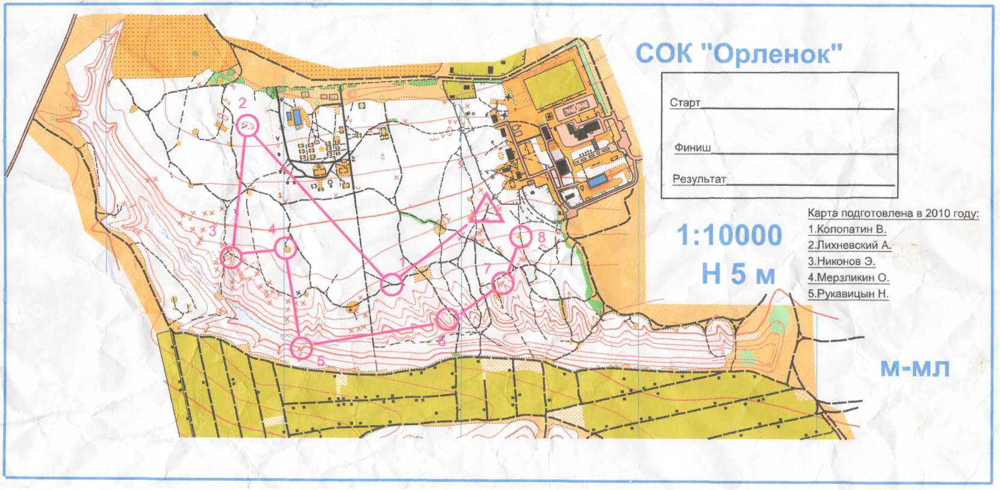 СОК "Орленок"
Старт
Финиш
Результат
Карта подготовлена в 2010 году:
1:10000
1.Колопатин В.
2.Лихневский А.
Н 5 м
3.Никонов Э.
4.Мерзликин О.
5.Рукавицын Н.
м-мл
2
3
4
1
8
7
6
5